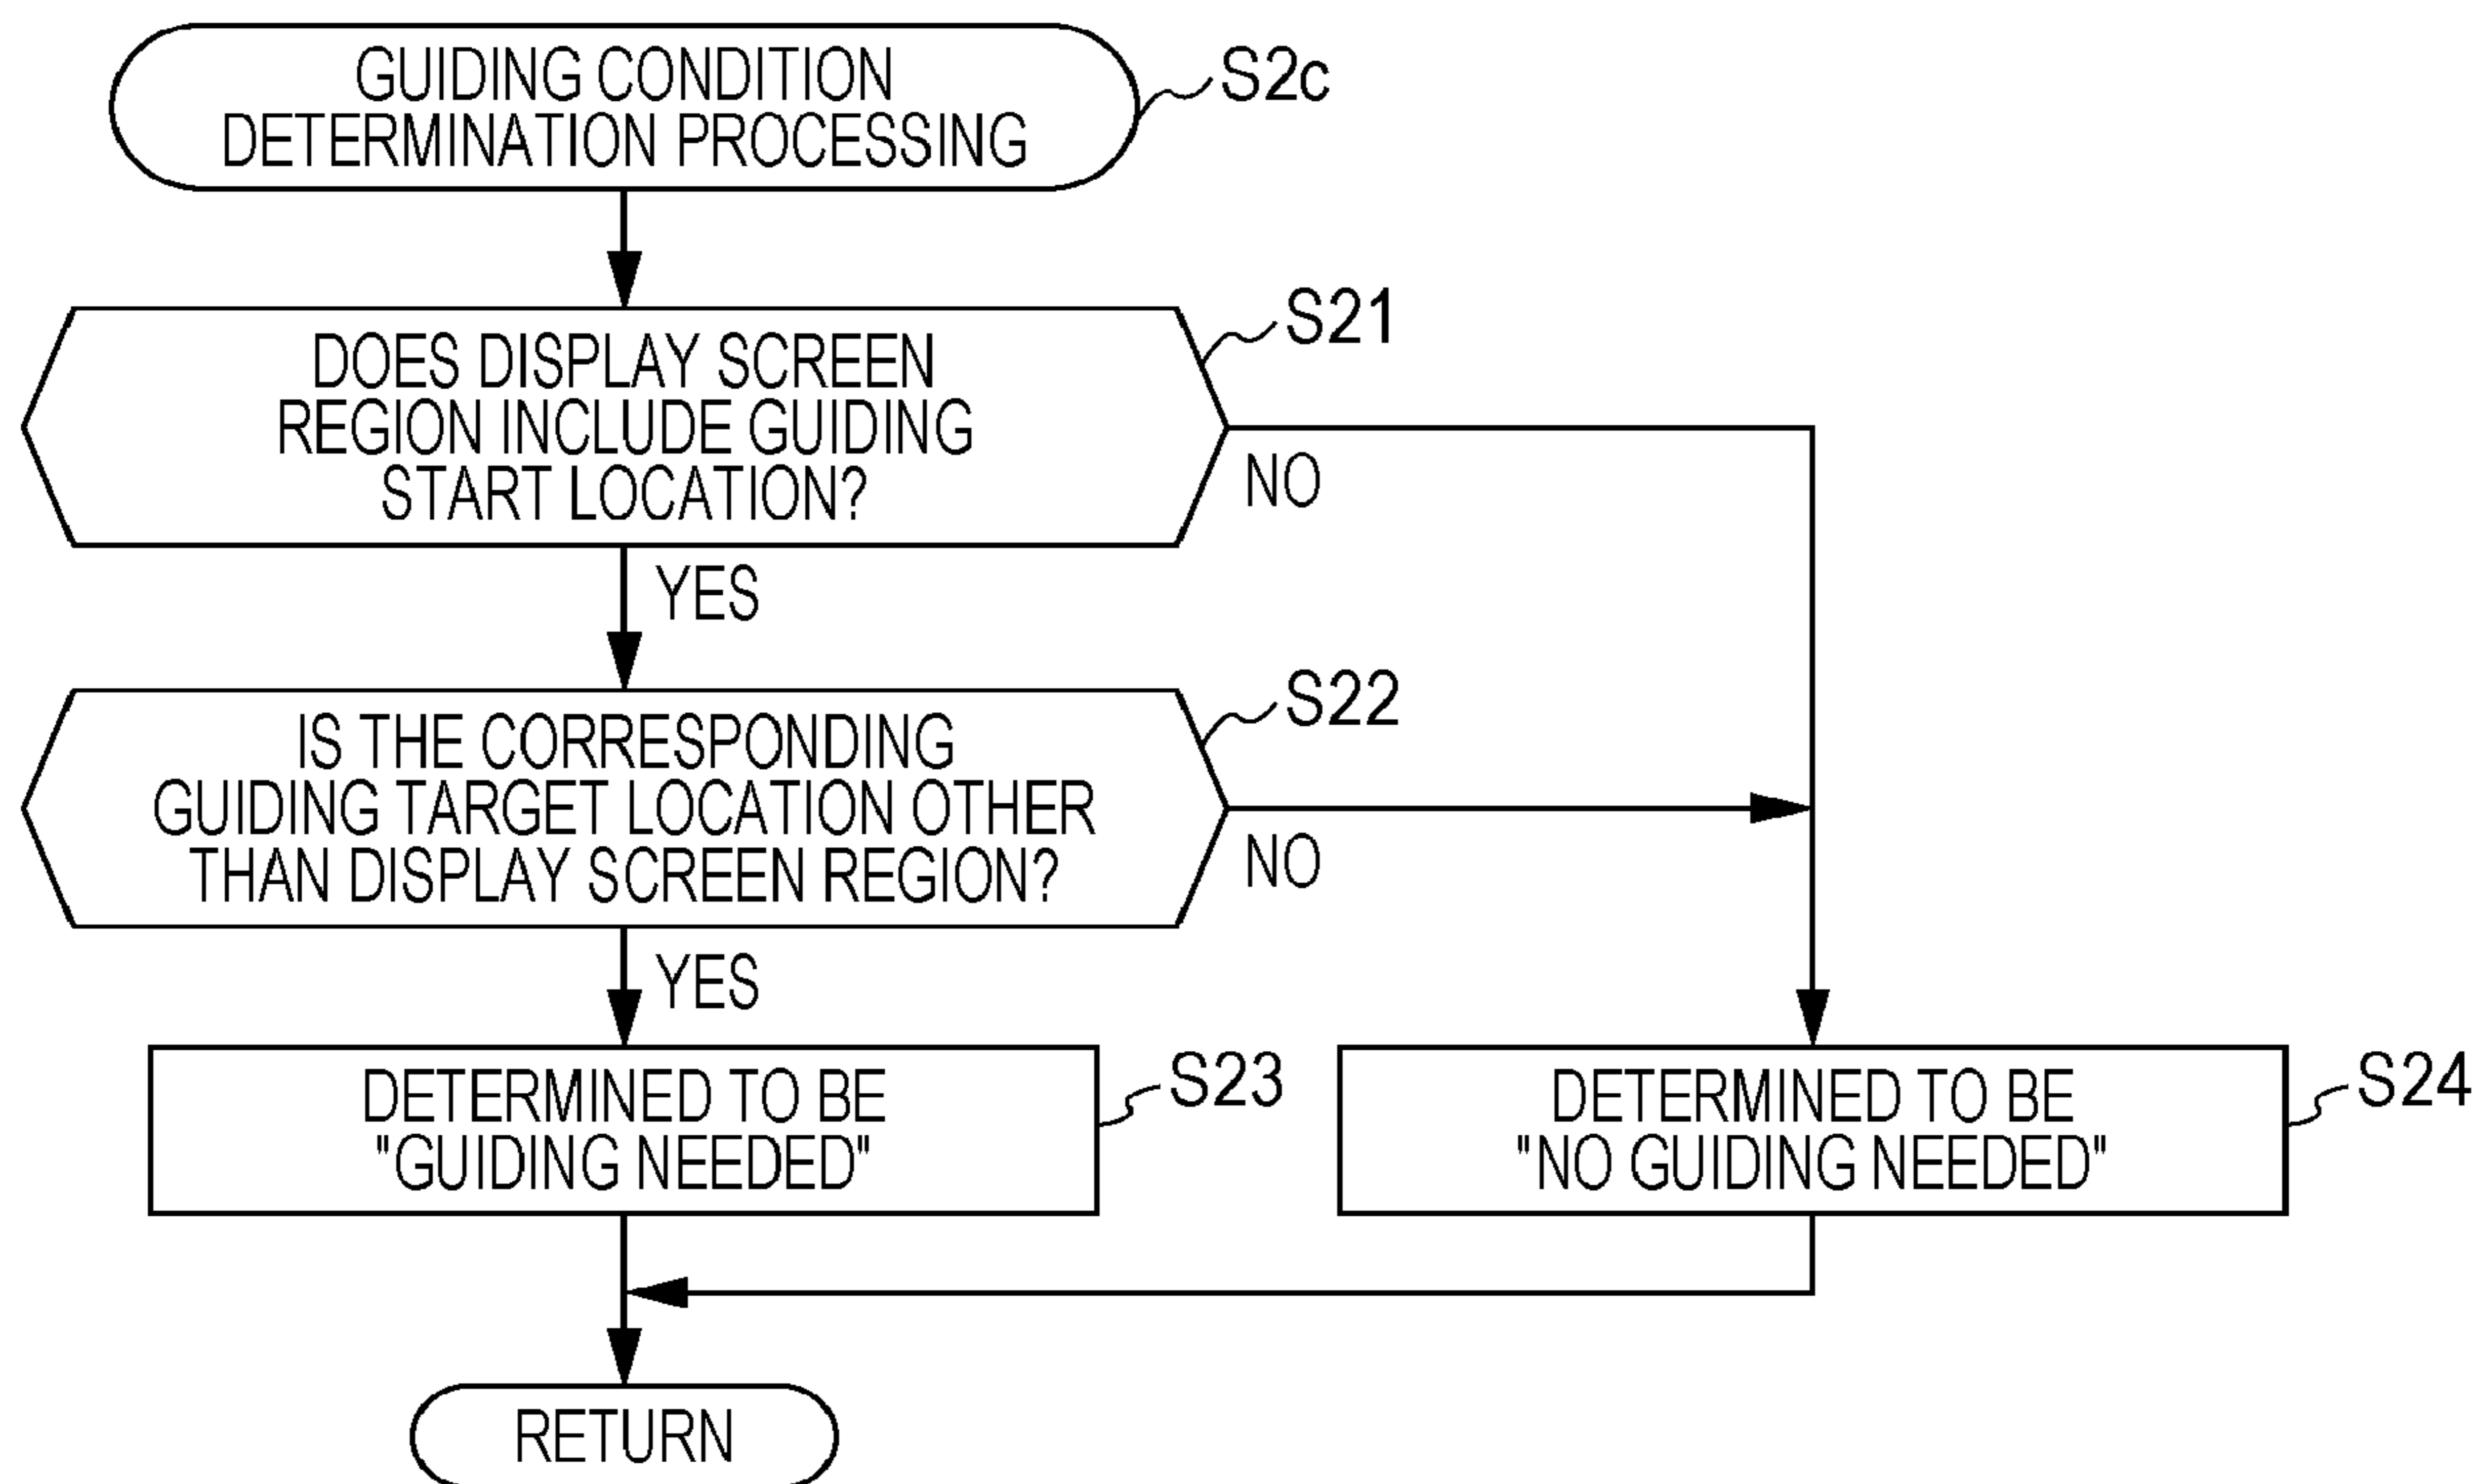 GUIDING CONDITION
DETERMINATION PROCESSING
S2c
DOES DISPLAY SCREEN
REGION INCLUDE GUIDING
START LOCATION?
S21
NO
YES
IS THE CORRESPONDING
GUIDING TARGET LOCATION OTHER
THAN DISPLAY SCREEN REGION?
S22
NO
YES
DETERMINED TO BE
"GUIDING NEEDED"
S23
DETERMINED TO BE
"NO GUIDING NEEDED"
S24
RETURN